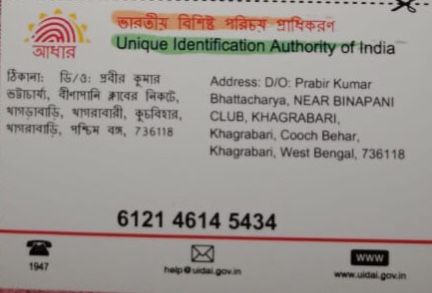 ভারতীয় বিশিষ্ট পরিচয় প্রাধিকরণ
Unique Identification Authority of India
আধার
ঠিকানা: ডি/ও: প্রবীর কুমার
ভট্টাচার্য্য, বীণাপানি ক্লাবের নিকটে,
খাগড়াবাড়ি, খাগরাবারী, কুচবিহার,
খাগরাবাড়ি, পশ্চিম বঙ্গ, 736118
Address: D/O: Prabir Kumar
Bhattacharya, NEAR BINAPANI
CLUB, KHAGRABARI,
Khagrabari, Cooch Behar,
Khagrabari, West Bengal, 736118
6121 4614 5434
1947
help@uidai.gov.in
www
www.uidai.gov.in